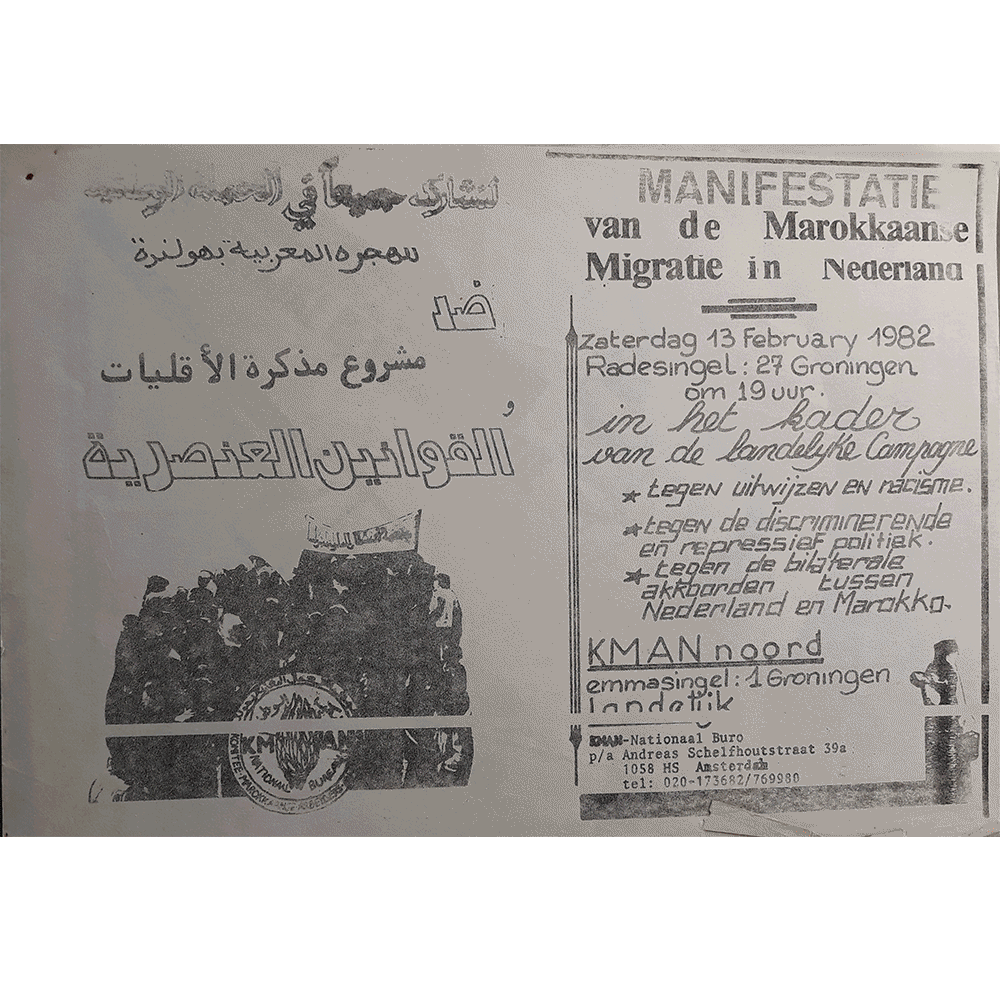 لنشارك جميعاً في الحملة الوطنية
للهجرة المغربية بهولندة
ضد
مشروع مذكرة الأقليات
و
القوانين العنصرية
KMAN
NATIONAAL BUREAU
KOMITEE MAROKKAANSE ARBEIDERS
MANIFESTATIE
van de Marokkaanse
Migratie in Nederland
zaterdag 13 February 1982
Radesingel: 27 Groningen
om 19 uur.
in het kader
van de landelyke Campagne
* tegen uitwijzen en racisme.
* tegen de discriminerende
en repressief politiek.
* tegen de bilaterale
akkoorden tussen
Nederland en Marokko.
KMAN noord
emmasingel: 1 Groningen
landelijk
KMAN-Nationaal Buro
p/a Andreas Schelfhoutstraat 39a
1058 HS Amsterdam
tel: 020-173682/769980